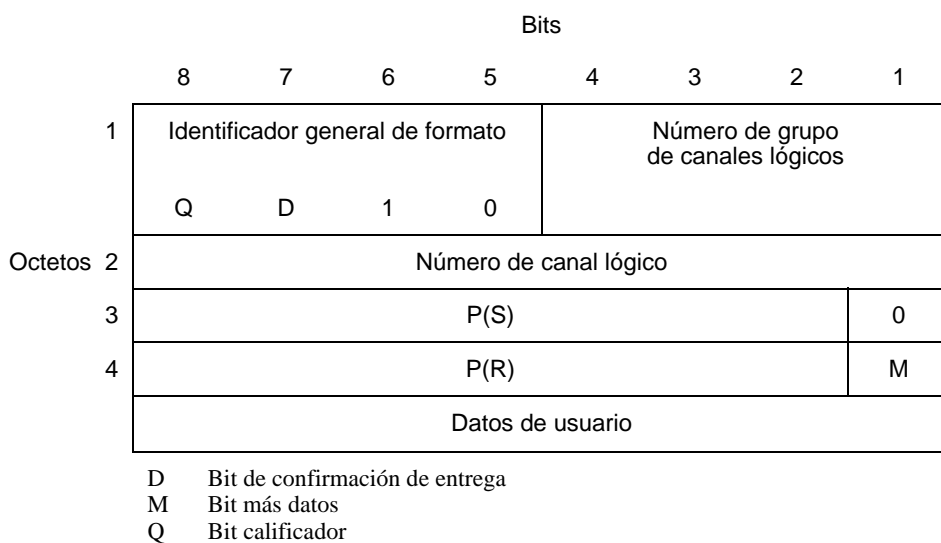 Bits
8 7 6 5 4 3 2 1
1 Identificador general de formato Número de grupo
de canales lógicos
Q D 1 0
Octetos 2 Número de canal lógico
3 P(S) 0
4 P(R) M
Datos de usuario
D Bit de confirmación de entrega
M Bit más datos
Q Bit calificador